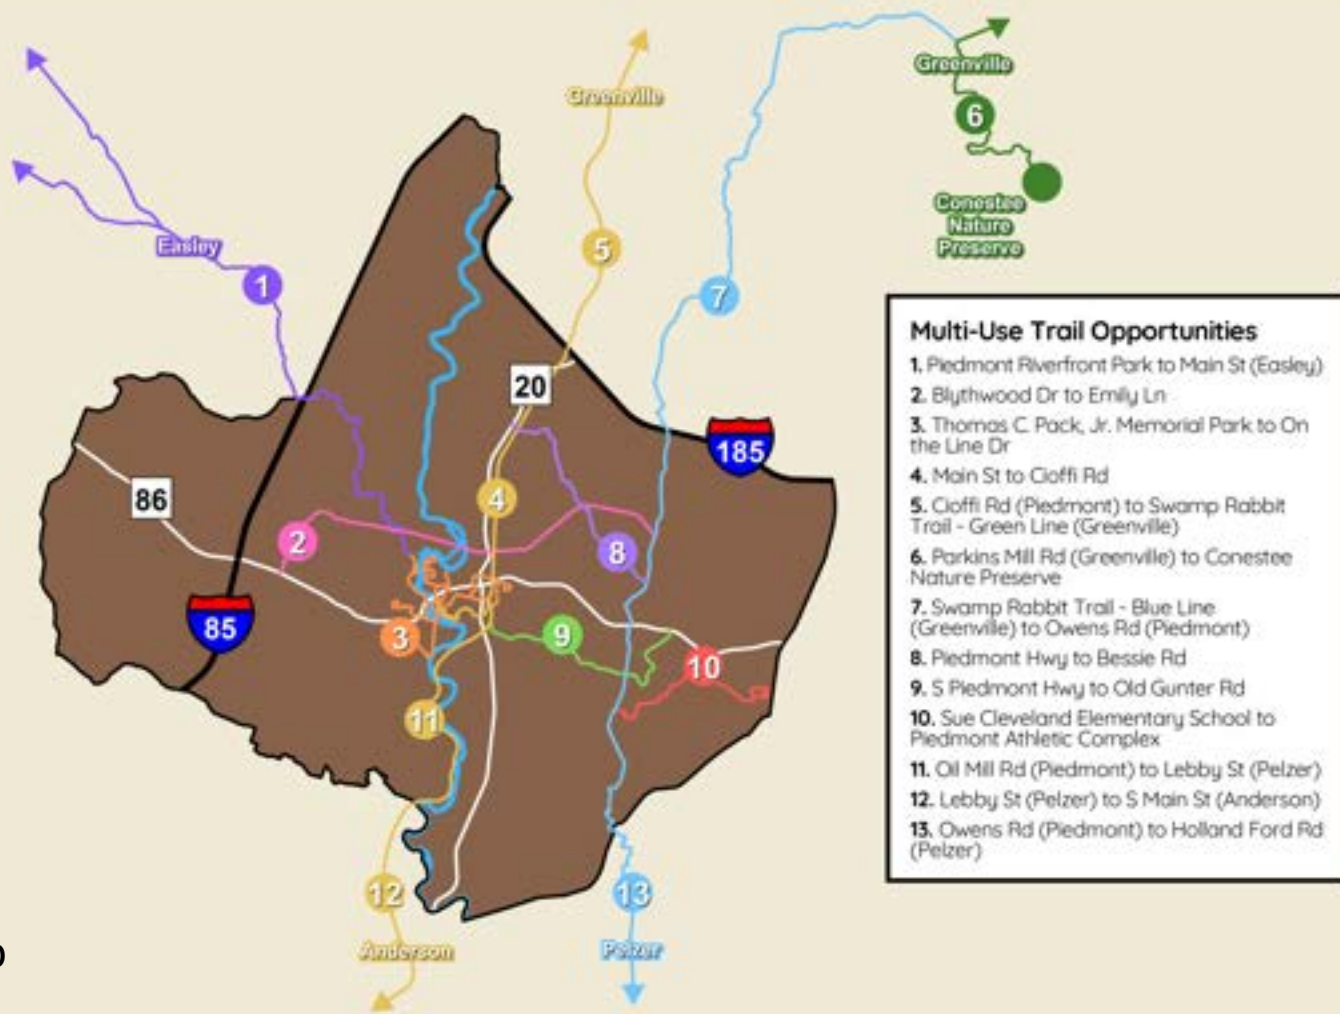 Greenville
Greenville
6
Conestee
Nature
Preserve
Easley
1
5
7
20
185
86
4
2
8
85
3
9
10
11
12
13
Anderson
Pelzer
Multi-Use Trail Opportunities
1. Piedmont Riverfront Park to Main St (Easley)
2. Blythwood Dr to Emily Ln
3. Thomas C. Pack, Jr. Memorial Park to On
the Line Dr
4. Main St to Cioffi Rd
5. Cioffi Rd (Piedmont) to Swamp Rabbit
Trail - Green Line (Greenville)
6. Parkins Mill Rd (Greenville) to Conestee
Nature Preserve
7. Swamp Rabbit Trail - Blue Line
(Greenville) to Owens Rd (Piedmont)
8. Piedmont Hwy to Bessie Rd
9. S Piedmont Hwy to Old Gunter Rd
10. Sue Cleveland Elementary School to
Piedmont Athletic Complex
11. Oil Mill Rd (Piedmont) to Lebby St (Pelzer)
12. Lebby St (Pelzer) to S Main St (Anderson)
13. Owens Rd (Piedmont) to Holland Ford Rd
(Pelzer)